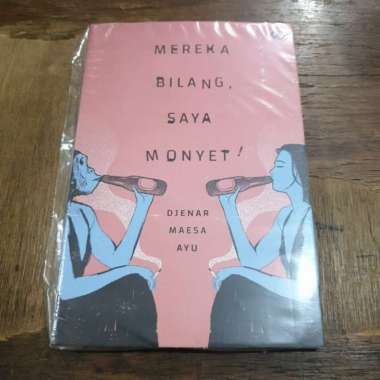 MEREKA
BILANG,
SAYA
MONYET!
DJENAR
MAESA
AYU